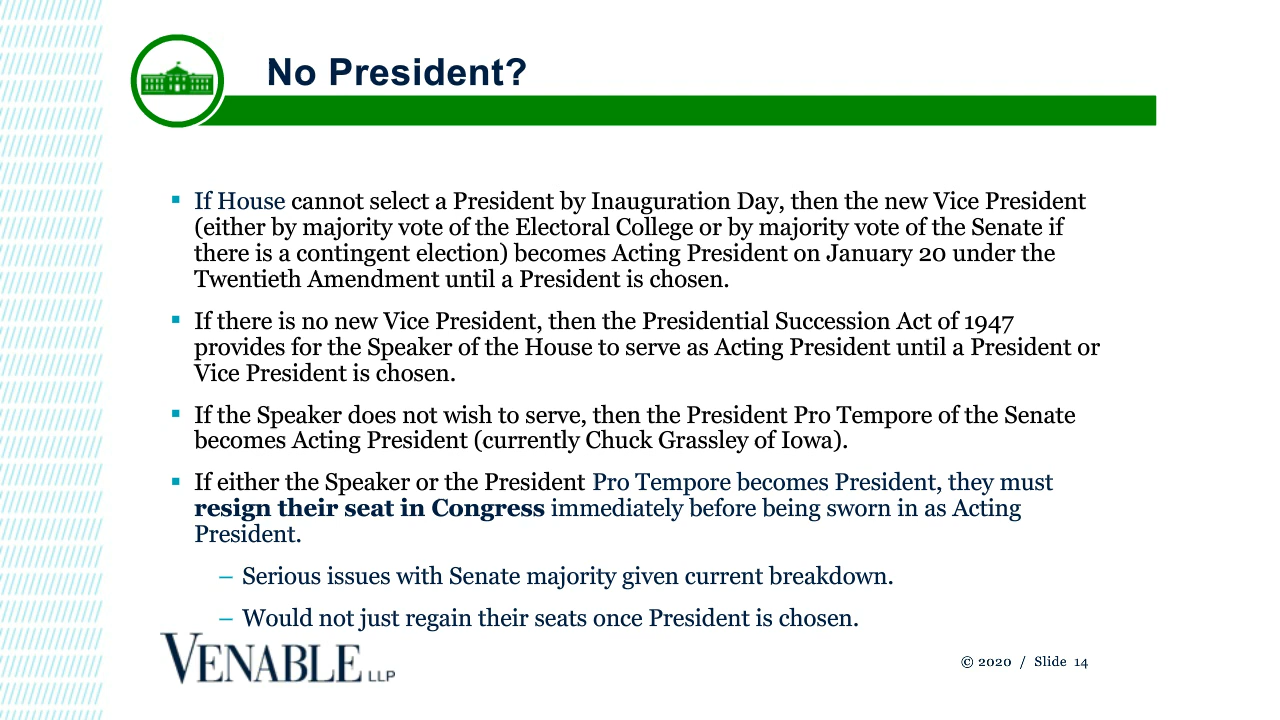 No President?
▪ If House cannot select a President by Inauguration Day, then the new Vice President
(either by majority vote of the Electoral College or by majority vote of the Senate if
there is a contingent election) becomes Acting President on January 20 under the
Twentieth Amendment until a President is chosen.
▪ If there is no new Vice President, then the Presidential Succession Act of 1947
provides for the Speaker of the House to serve as Acting President until a President or
Vice President is chosen.
▪ If the Speaker does not wish to serve, then the President Pro Tempore of the Senate
becomes Acting President (currently Chuck Grassley of Iowa).
▪ If either the Speaker or the President Pro Tempore becomes President, they must
resign their seat in Congress immediately before being sworn in as Acting
President.
– Serious issues with Senate majority given current breakdown.
– Would not just regain their seats once President is chosen.
VENABLE LLP
© 2020 / Slide 14